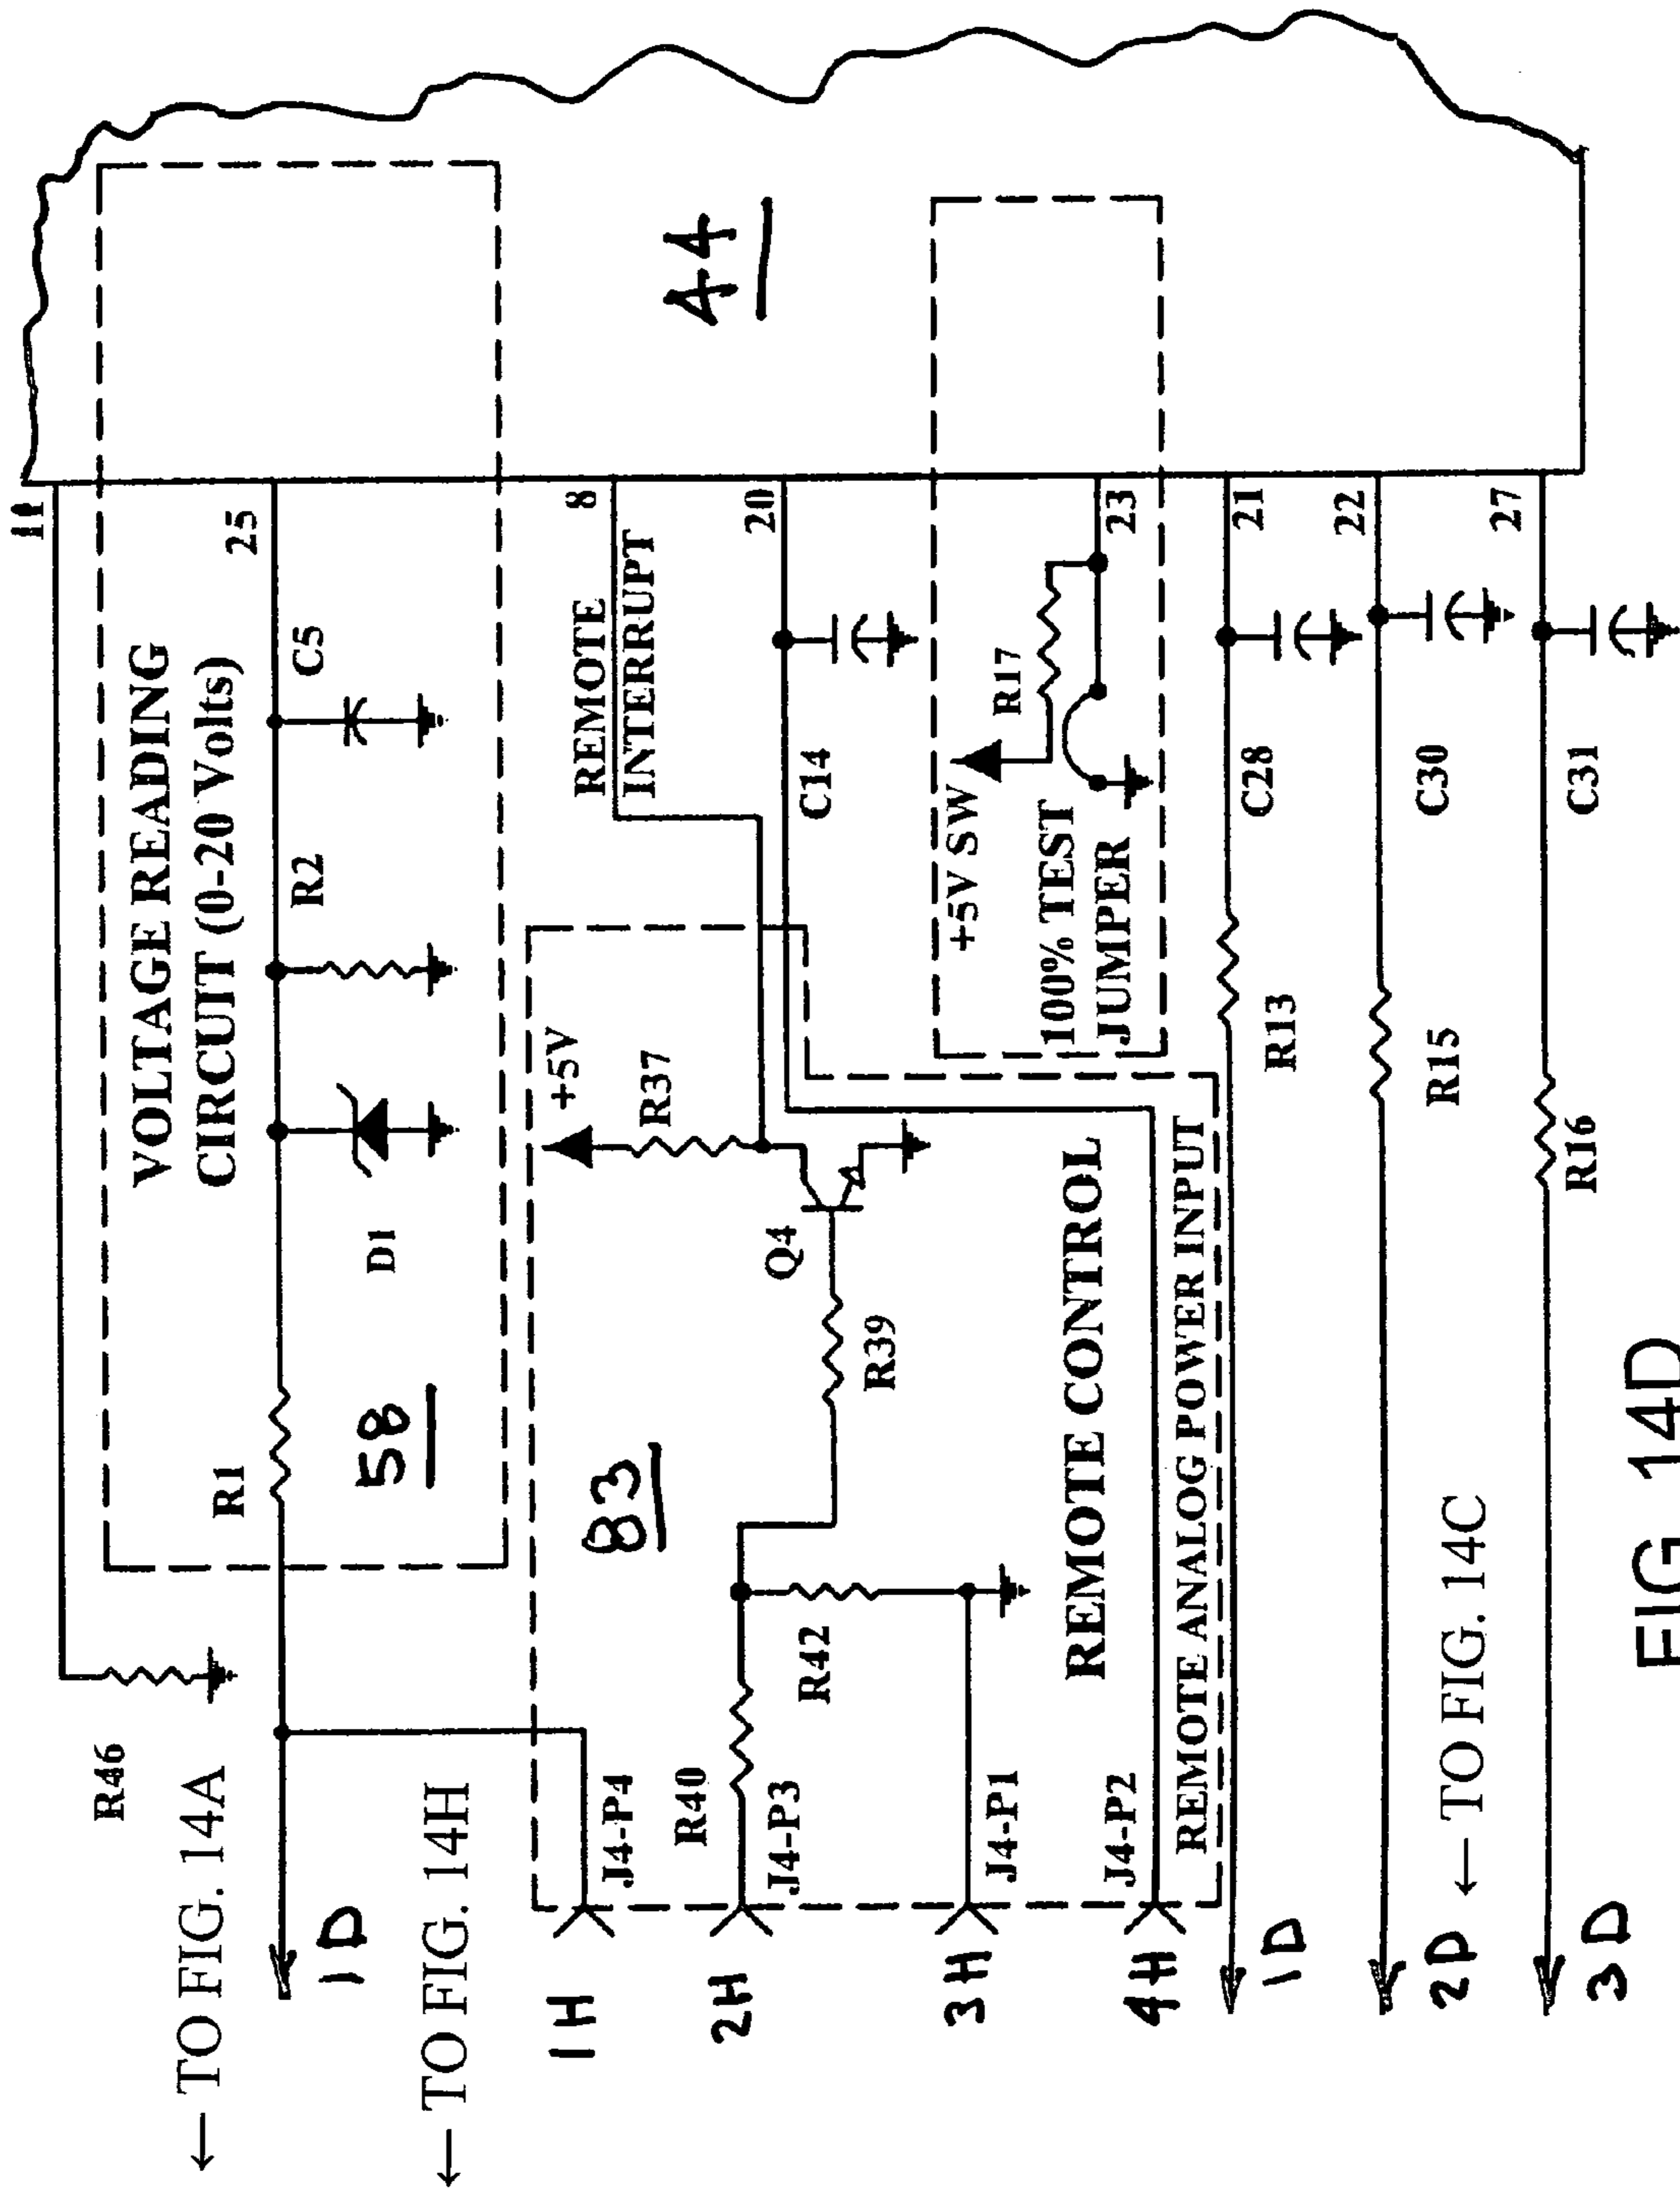 11
R46
← TO FIG. 14A
VOLTAGE READING
CIRCUIT (0-20 Volts)
25
R1
D1
R2
C5
58
1D
← TO FIG. 14H
44
8
REMOTE
INTERRUPT
20
1H
J4-P4
83
+5V
R37
R40
2H
J4-P3
R42
Q4
R39
C14
+5V SW
R17
100% TEST
JUMPER
23
3H
J4-P1
REMOTE CONTROL
4H
J4-P2
REMOTE ANALOG POWER INPUT
21
1D
R13
C28
22
2D
← TO FIG. 14C
R15
C30
27
3D
R16
C31
FIG 14D